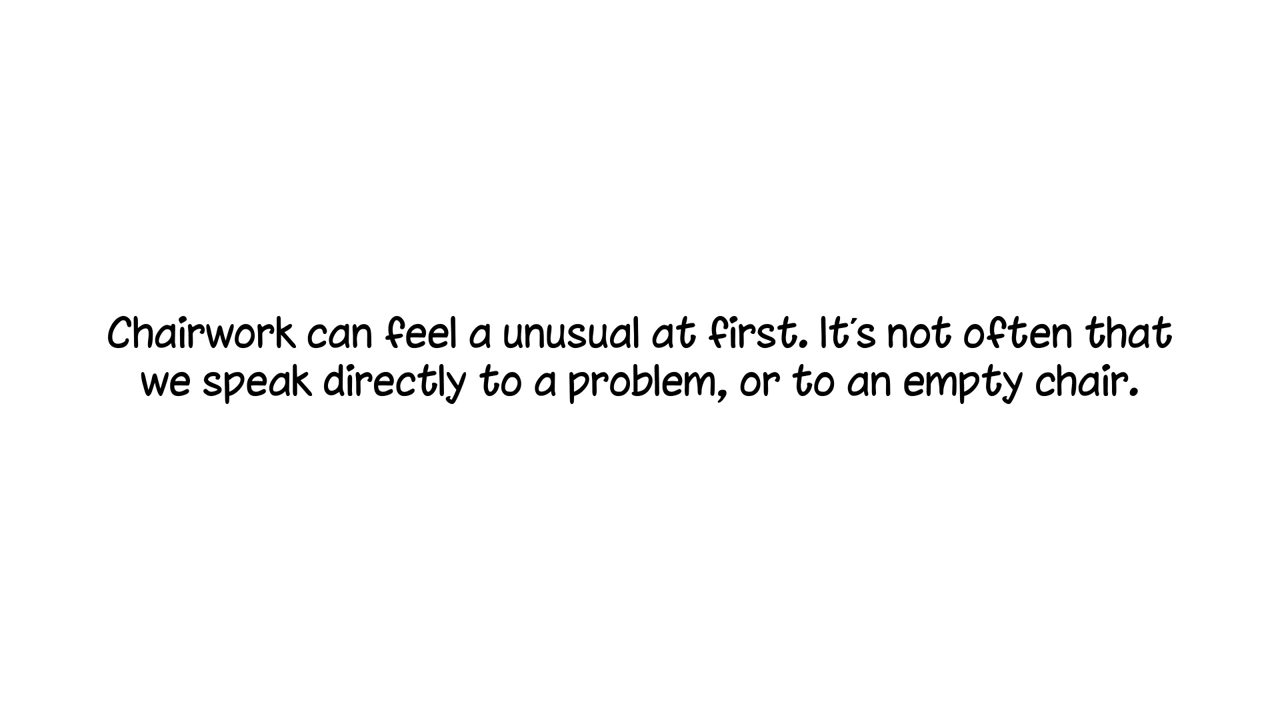 Chairwork can feel a unusual at first. It's not often that
we speak directly to a problem, or to an empty chair.